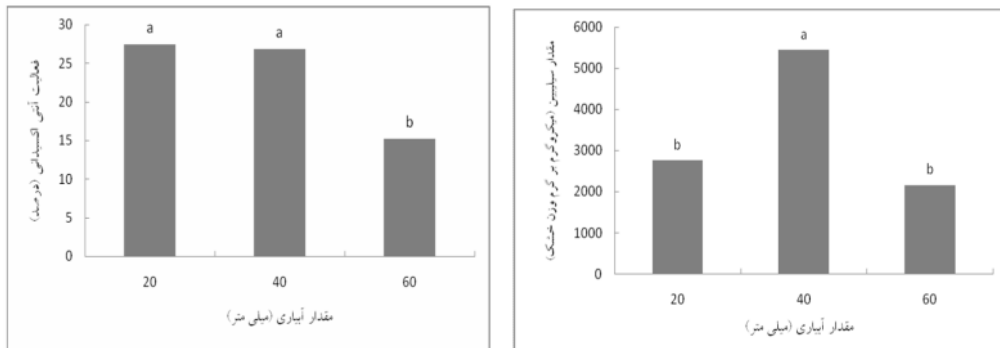 فعالیت آنتی اکسیدانی (درصد)
30
25
20
15
10
5
0
a
a
b
20 40 60
مقدار آبیاری (میلی متر)
مقدار سیلیبین (میکروگرم بر گرم وزن خشک)
6000
5000
4000
3000
2000
1000
0
b
a
b
20 40 60
مقدار آبیاری (میلی متر)